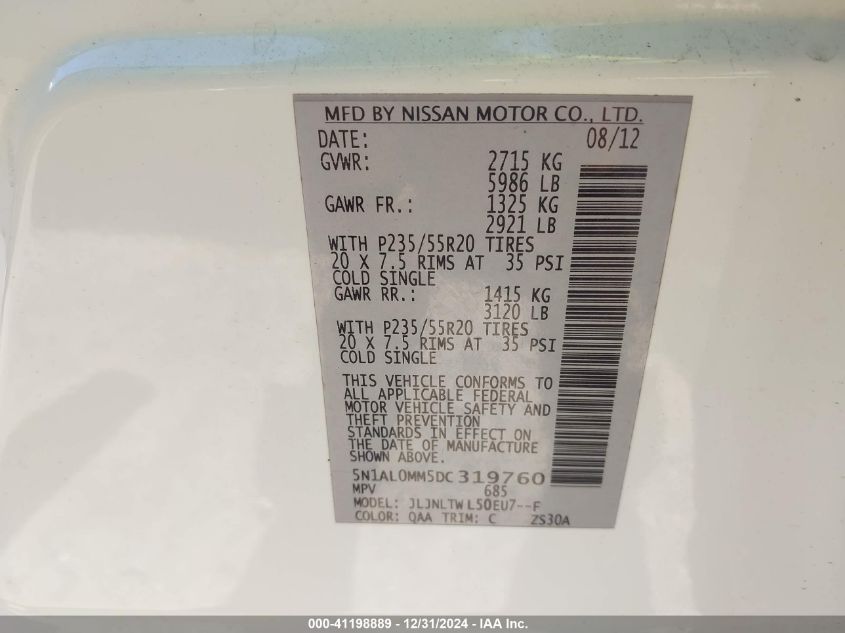 MFD BY NISSAN MOTOR CO., LTD.
DATE: 08/12
GVWR: 2715 KG
5986 LB
GAWR FR.: 1325 KG
2921 LB
WITH P235/55R20 TIRES
20 X 7.5 RIMS AT 35 PSI
COLD SINGLE
GAWR RR.: 1415 KG
3120 LB
WITH P235/55R20 TIRES
20 X 7.5 RIMS AT 35 PSI
COLD SINGLE
THIS VEHICLE CONFORMS TO
ALL APPLICABLE FEDERAL
MOTOR VEHICLE SAFETY AND
THEFT PREVENTION
STANDARDS IN EFFECT ON
THE DATE OF MANUFACTURE
SHOWN ABOVE.
5N1AL0MM5DC319760
MPV 685
MODEL: JLJNLTW L50EU7--F
COLOR: QAA TRIM: C ZS30A
000-41198889 - 12/31/2024 - IAA Inc.